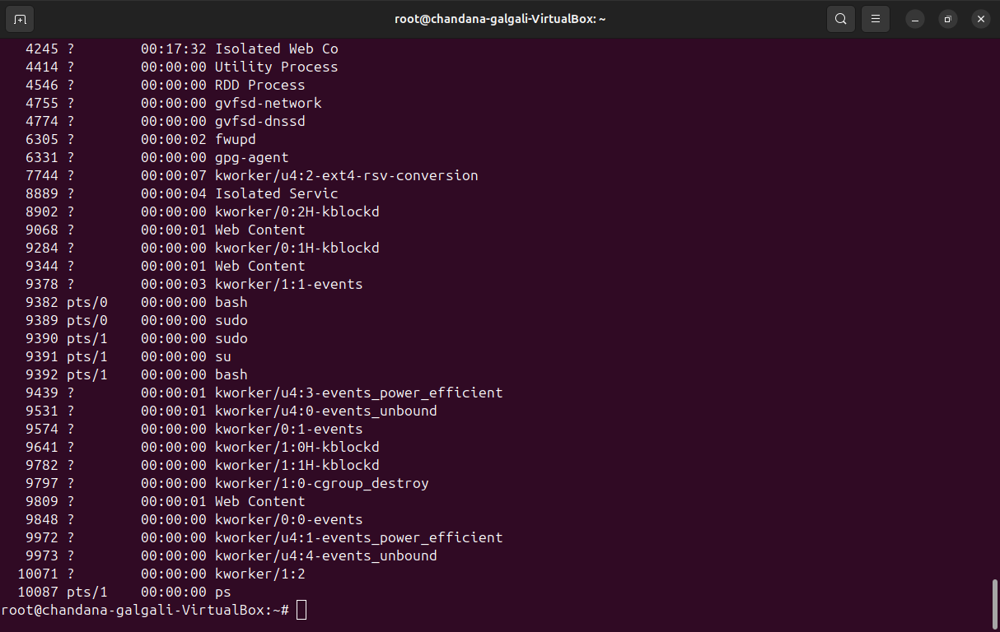 root@chandana-galgali-VirtualBox: ~
4245 ? 00:17:32 Isolated Web Co
4414 ? 00:00:00 Utility Process
4546 ? 00:00:00 RDD Process
4755 ? 00:00:00 gvfsd-network
4774 ? 00:00:00 gvfsd-dnssd
6305 ? 00:00:02 fwupd
6331 ? 00:00:00 gpg-agent
7744 ? 00:00:07 kworker/u4:2-ext4-rsv-conversion
8889 ? 00:00:04 Isolated Servic
8902 ? 00:00:00 kworker/0:2H-kblockd
9068 ? 00:00:01 Web Content
9284 ? 00:00:00 kworker/0:1H-kblockd
9344 ? 00:00:01 Web Content
9378 ? 00:00:03 kworker/1:1-events
9382 pts/0 00:00:00 bash
9389 pts/0 00:00:00 sudo
9390 pts/1 00:00:00 sudo
9391 pts/1 00:00:00 su
9392 pts/1 00:00:00 bash
9439 ? 00:00:01 kworker/u4:3-events_power_efficient
9531 ? 00:00:01 kworker/u4:0-events_unbound
9574 ? 00:00:00 kworker/0:1-events
9641 ? 00:00:00 kworker/1:0H-kblockd
9782 ? 00:00:00 kworker/1:1H-kblockd
9797 ? 00:00:00 kworker/1:0-cgroup_destroy
9809 ? 00:00:01 Web Content
9848 ? 00:00:00 kworker/0:0-events
9972 ? 00:00:00 kworker/u4:1-events_power_efficient
9973 ? 00:00:00 kworker/u4:4-events_unbound
10071 ? 00:00:00 kworker/1:2
10087 pts/1 00:00:00 ps
root@chandana-galgali-VirtualBox:~#